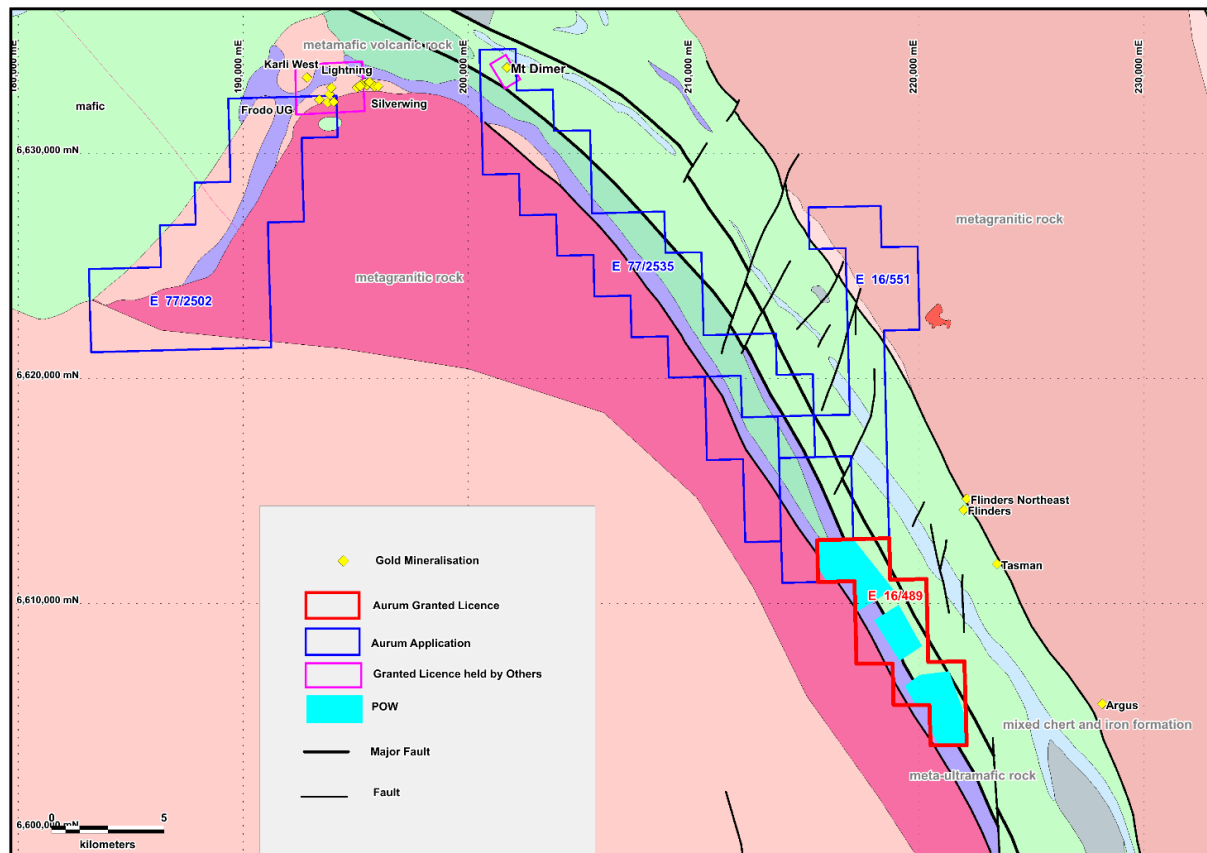 190,000 mE
200,000 mE
210,000 mE
220,000 mE
230,000 mE
metamafic volcanic rock
Karli West
Lightning
Mt Dimer
mafic
Frodo UG
Silverwing
6,630,000 mN
metagranitic rock
E 77/2535
metagranitic rock
E 16/551
E 77/2502
6,620,000 mN
Flinders Northeast
Flinders
Gold Mineralisation
Tasman
E 16/489
Aurum Granted Licence
6,610,000 mN
Aurum Application
Granted Licence held by Others
POW
Argus
mixed chert and iron formation
Major Fault
meta-ultramafic rock
Fault
0 5
6,600,000 mN
kilometers